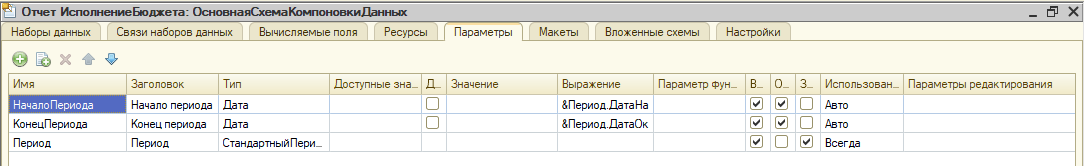 Отчет ИсполнениеБюджета: ОсновнаяСхемаКомпоновкиДанных
Наборы данных Связи наборов данных Вычисляемые поля Ресурсы Параметры Макеты Вложенные схемы Настройки
Имя Заголовок Тип Доступные зна... Д... Значение Выражение Параметр фун... В... О... З... Использован... Параметры редактирования
НачалоПериода Начало периода Дата &Период.ДатаНа Авто
КонецПериода Конец периода Дата &Период.ДатаОк Авто
Период Период СтандартныйПери... Всегда